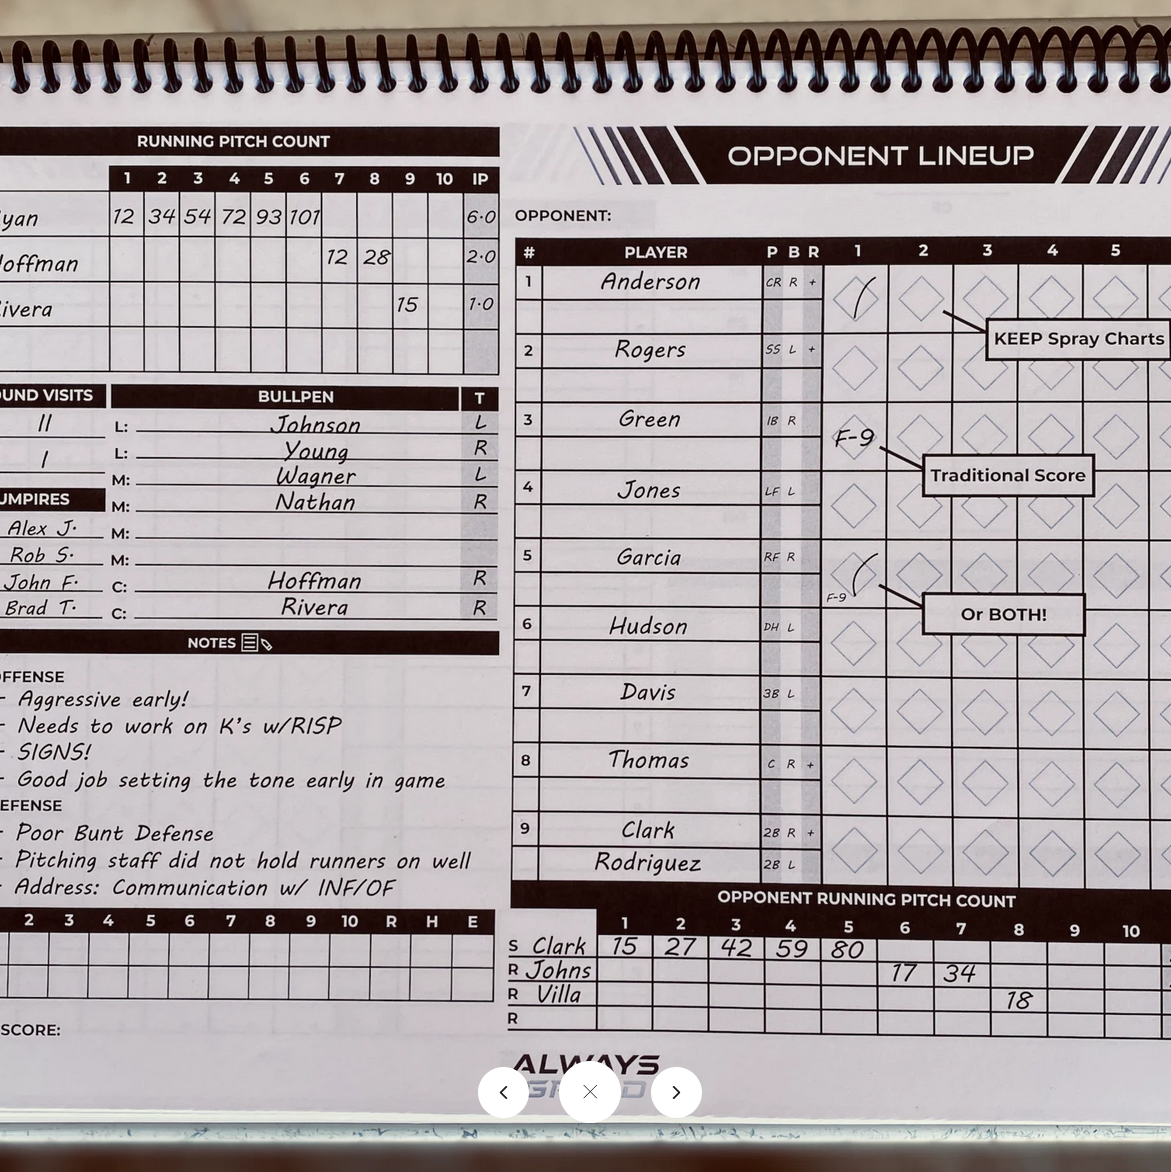 RUNNING PITCH COUNT
1 2 3 4 5 6 7 8 9 10 IP
yan 12 34 54 72 93 101 6.0
offman 12 28 2.0
ivera 15 1.0
OUND VISITS
II
I
UMPIRES
Alex J.
Rob S.
John F.
Brad T.
BULLPEN T
L: Johnson L
L: Young R
M: Wagner L
M: Nathan R
M:
M:
C: Hoffman R
C: Rivera R
NOTES
FFENSE
- Aggressive early!
- Needs to work on K's w/RISP
- SIGNS!
- Good job setting the tone early in game
EFENSE
- Poor Bunt Defense
- Pitching staff did not hold runners on well
- Address: Communication w/ INF/OF
2 3 4 5 6 7 8 9 10 R H E
SCORE:
OPPONENT LINEUP
OPPONENT:
# PLAYER P B R 1 2 3 4 5
1 Anderson CR R +
KEEP Spray Charts
2 Rogers SS L +
3 Green 1B R
F-9
Traditional Score
4 Jones LF L
5 Garcia RF R
F-9
Or BOTH!
6 Hudson DH L
7 Davis 3B L
8 Thomas C R +
9 Clark 2B R +
Rodriguez 2B L
OPPONENT RUNNING PITCH COUNT
1 2 3 4 5 6 7 8 9 10
S Clark 15 27 42 59 80
R Johns 17 34
R Villa 18
R
ALWAYS